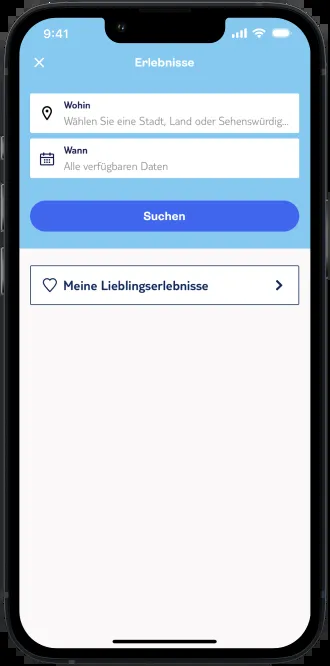 9:41
Erlebnisse
Wohin
Wählen Sie eine Stadt, Land oder Sehenswürdig...
Wann
Alle verfügbaren Daten
Suchen
Meine Lieblingserlebnisse